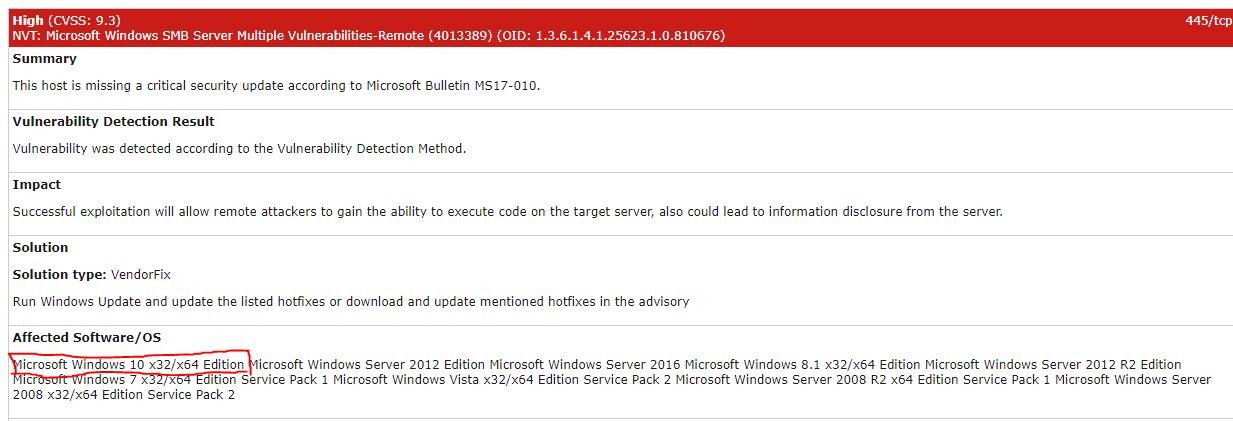 High (CVSS: 9.3) 445/tcp
NVT: Microsoft Windows SMB Server Multiple Vulnerabilities-Remote (4013389) (OID: 1.3.6.1.4.1.25623.1.0.810676)
Summary
This host is missing a critical security update according to Microsoft Bulletin MS17-010.
Vulnerability Detection Result
Vulnerability was detected according to the Vulnerability Detection Method.
Impact
Successful exploitation will allow remote attackers to gain the ability to execute code on the target server, also could lead to information disclosure from the server.
Solution
Solution type: VendorFix
Run Windows Update and update the listed hotfixes or download and update mentioned hotfixes in the advisory
Affected Software/OS
Microsoft Windows 10 x32/x64 Edition Microsoft Windows Server 2012 Edition Microsoft Windows Server 2016 Microsoft Windows 8.1 x32/x64 Edition Microsoft Windows Server 2012 R2 Edition
Microsoft Windows 7 x32/x64 Edition Service Pack 1 Microsoft Windows Vista x32/x64 Edition Service Pack 2 Microsoft Windows Server 2008 R2 x64 Edition Service Pack 1 Microsoft Windows Server
2008 x32/x64 Edition Service Pack 2